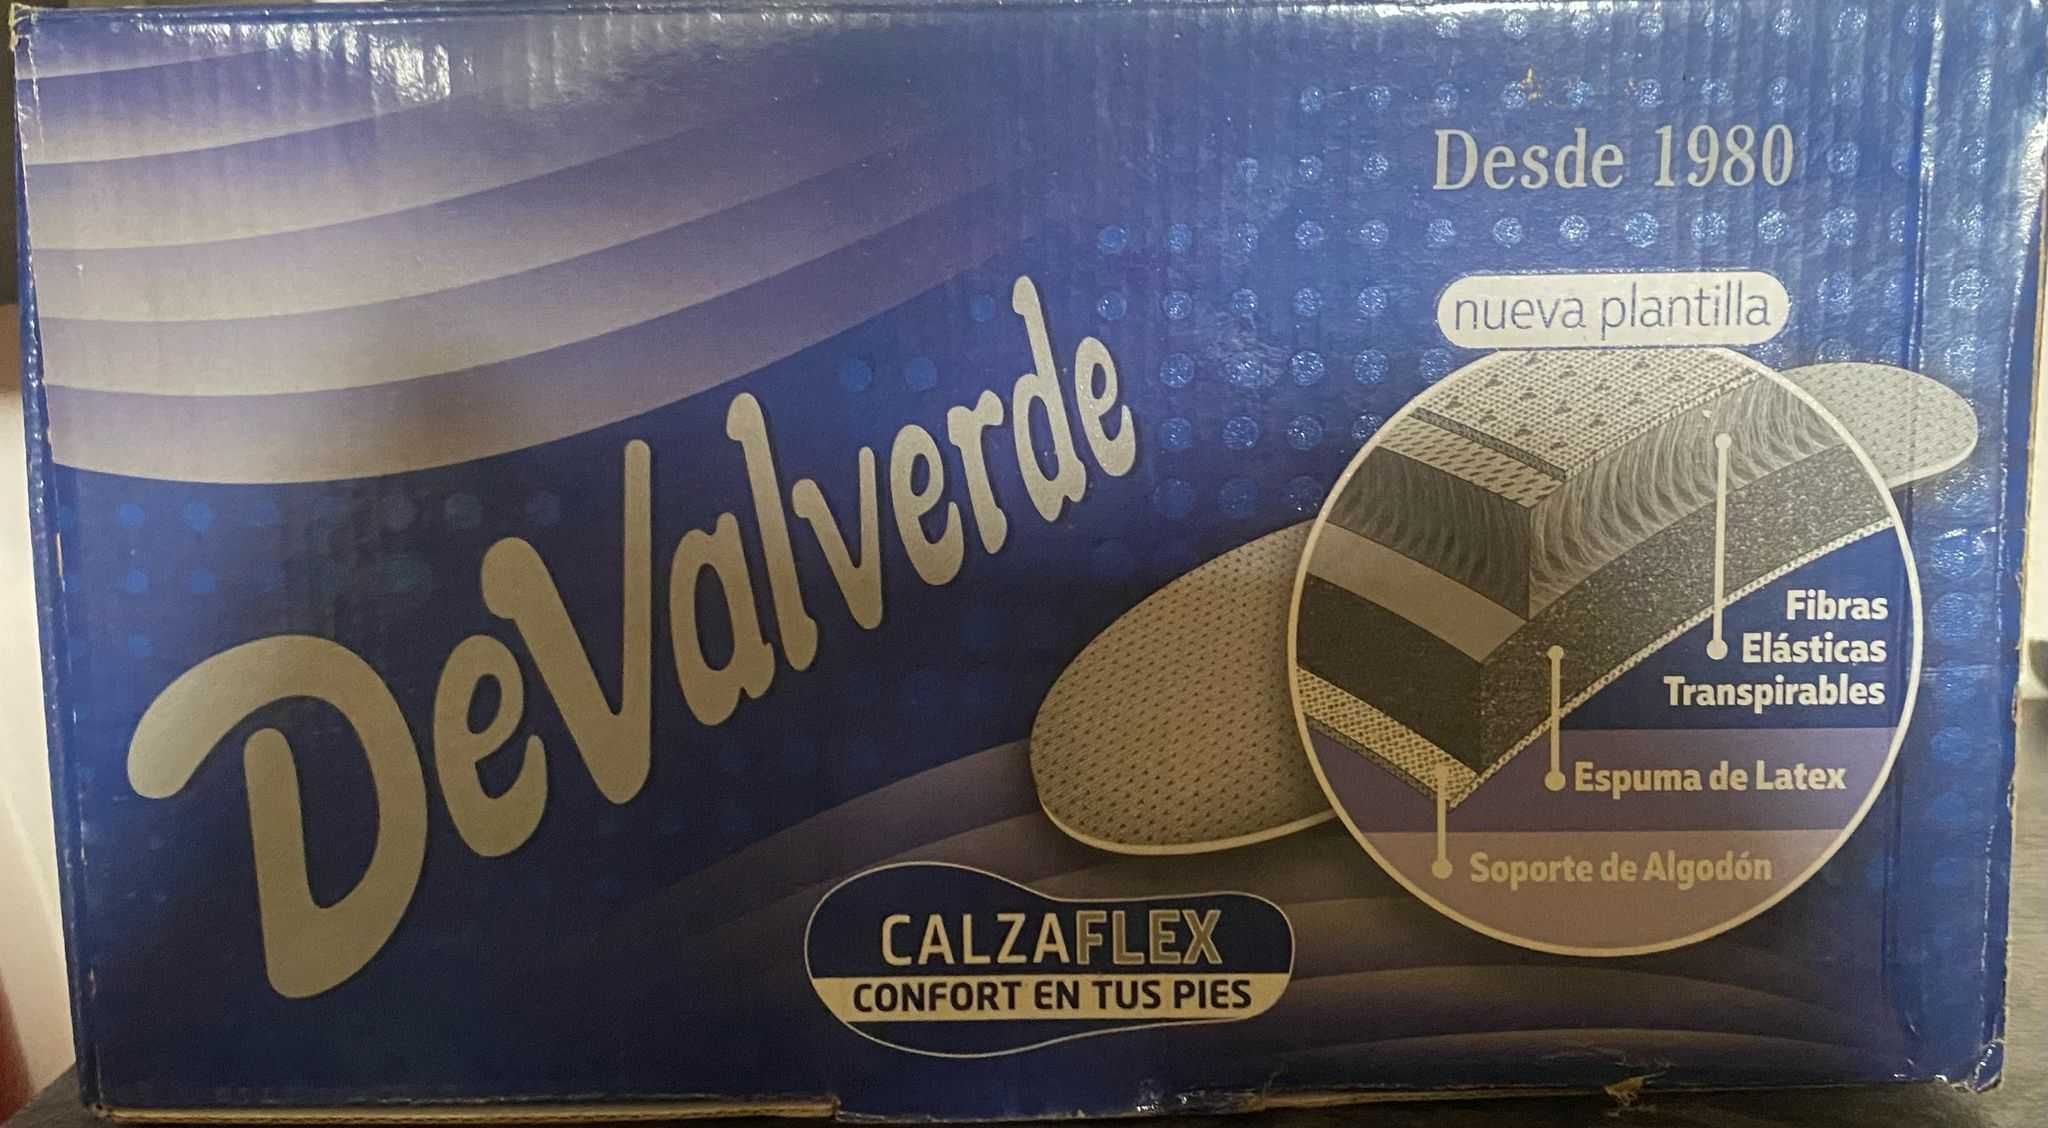 Desde 1980
nueva plantilla
DeValverde
Fibras
Elásticas
Transpirables
Espuma de Latex
Soporte de Algodón
CALZAFLEX
CONFORT EN TUS PIES